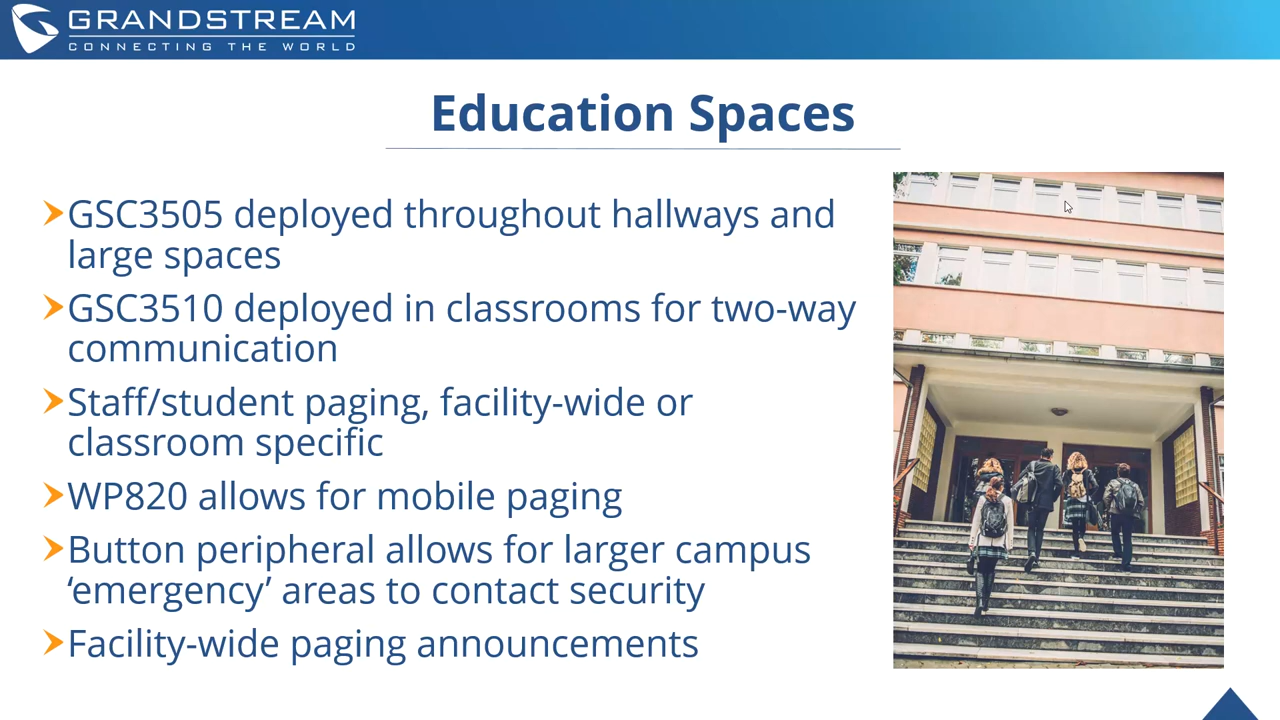 GRANDSTREAM
CONNECTING THE WORLD
Education Spaces
GSC3505 deployed throughout hallways and
large spaces
GSC3510 deployed in classrooms for two-way
communication
Staff/student paging, facility-wide or
classroom specific
WP820 allows for mobile paging
Button peripheral allows for larger campus
‘emergency’ areas to contact security
Facility-wide paging announcements